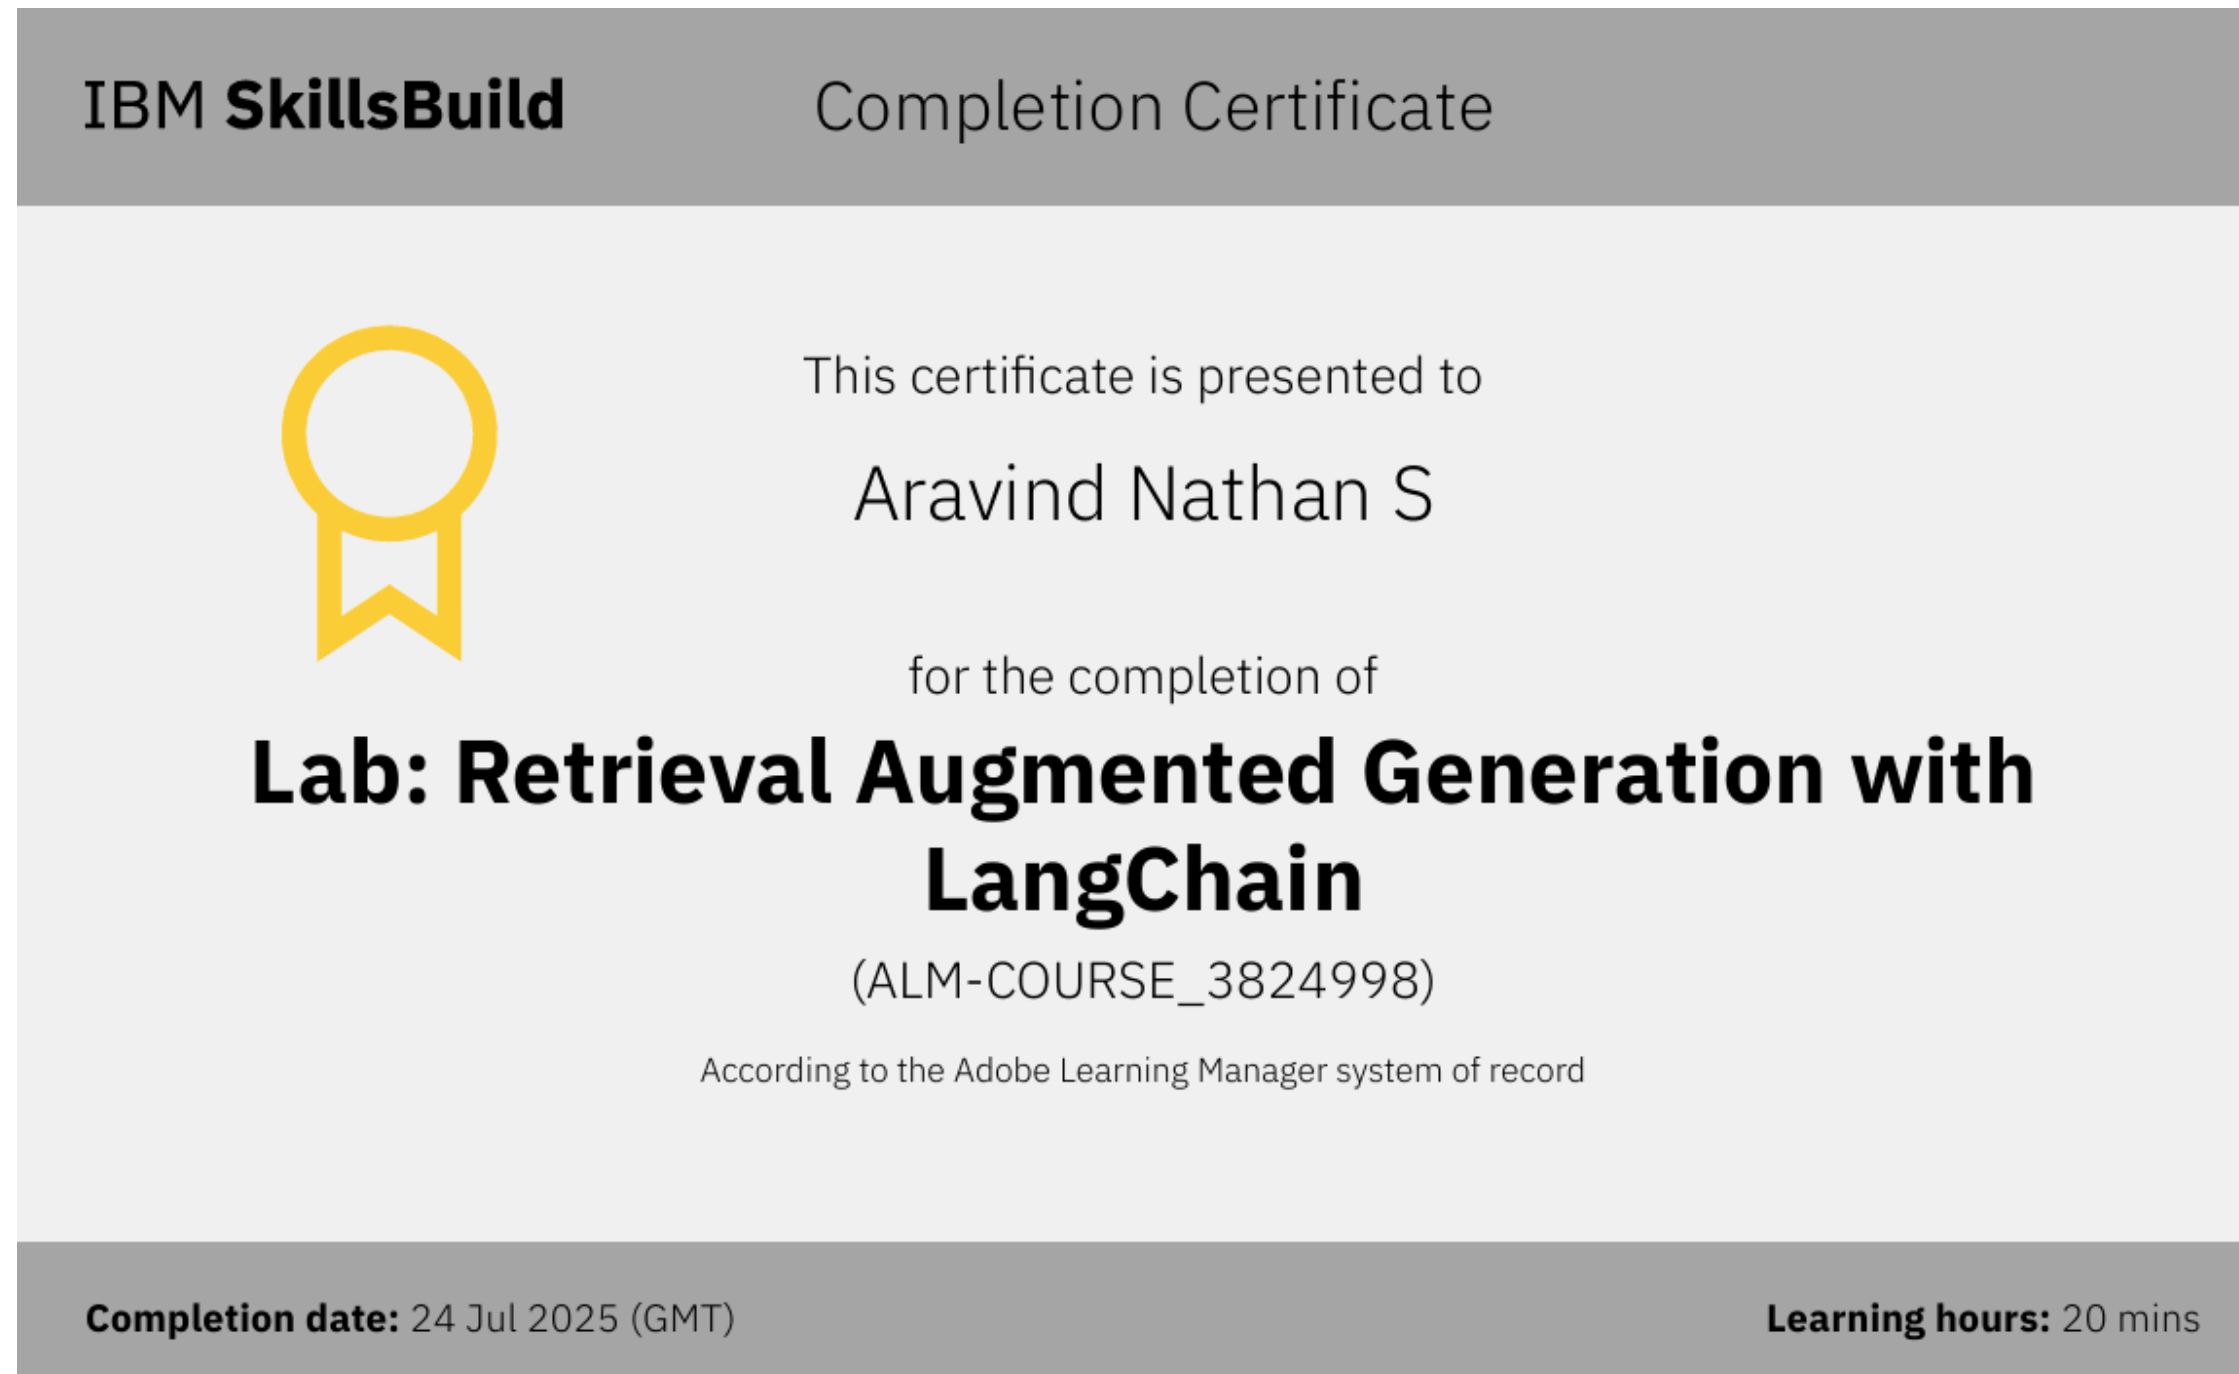 IBM SkillsBuild
Completion Certificate
This certificate is presented to
Aravind Nathan S
for the completion of
Lab: Retrieval Augmented Generation with
LangChain
(ALM-COURSE_3824998)
According to the Adobe Learning Manager system of record
Completion date: 24 Jul 2025 (GMT)
Learning hours: 20 mins